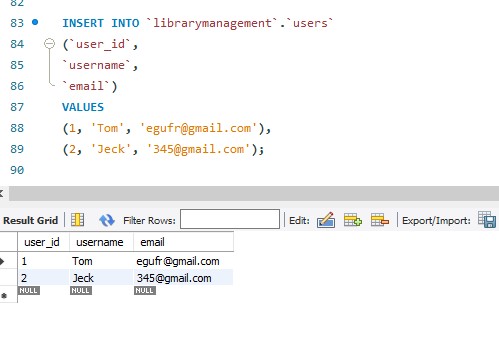 82
83 INSERT INTO `librarymanagement`.`users`
84 (`user_id`,
85 `username`,
86 `email`)
87 VALUES
88 (1, 'Tom', 'egufr@gmail.com'),
89 (2, 'Jeck', '345@gmail.com');
90
Result Grid Filter Rows: Edit: Export/Import:
user_id username email
1 Tom egufr@gmail.com
2 Jeck 345@gmail.com
NULL NULL NULL